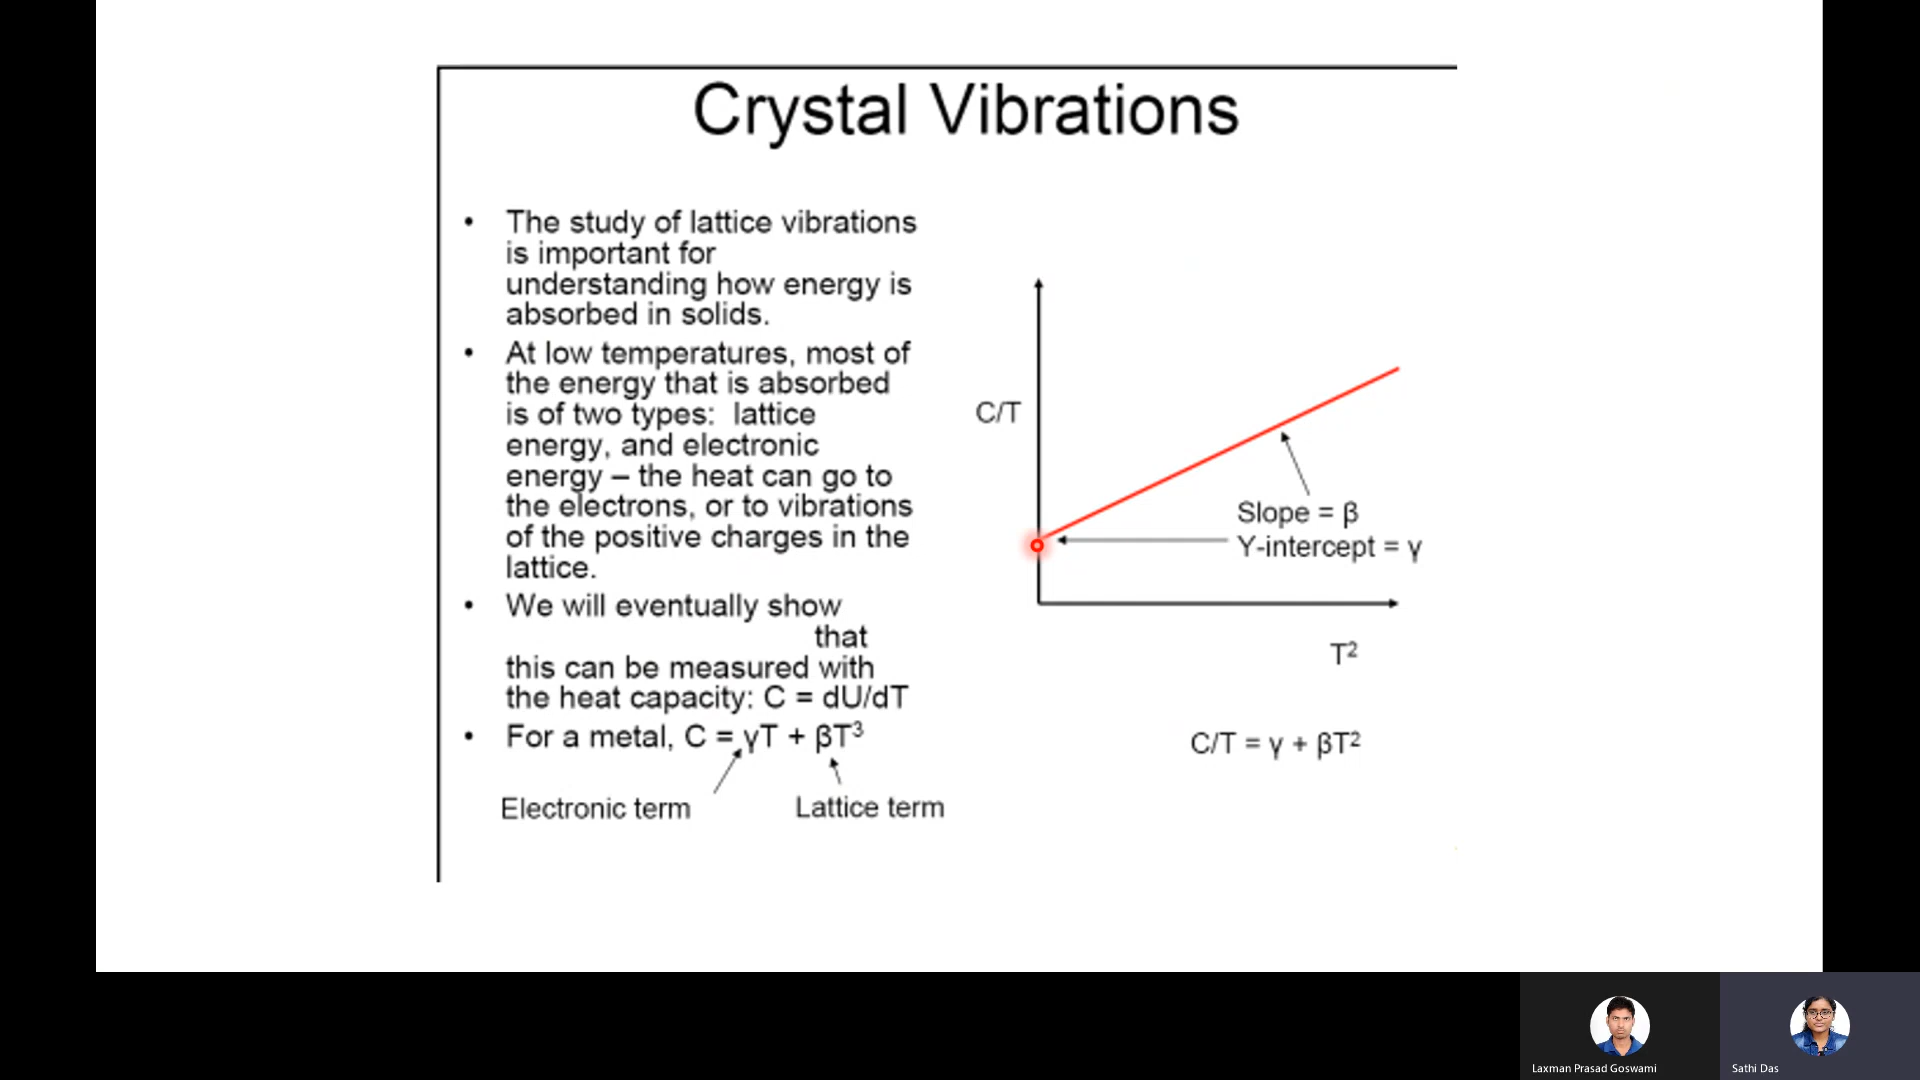 Crystal Vibrations
• The study of lattice vibrations
is important for
understanding how energy is
absorbed in solids.
• At low temperatures, most of
the energy that is absorbed
is of two types: lattice
energy, and electronic
energy – the heat can go to
the electrons, or to vibrations
of the positive charges in the
lattice.
• We will eventually show
that
this can be measured with
the heat capacity: C = dU/dT
• For a metal, C = γT + βT³
Electronic term
Lattice term
C/T
Slope = β
Y-intercept = γ
T²
C/T = γ + βT²
Laxman Prasad Goswami
Sathi Das